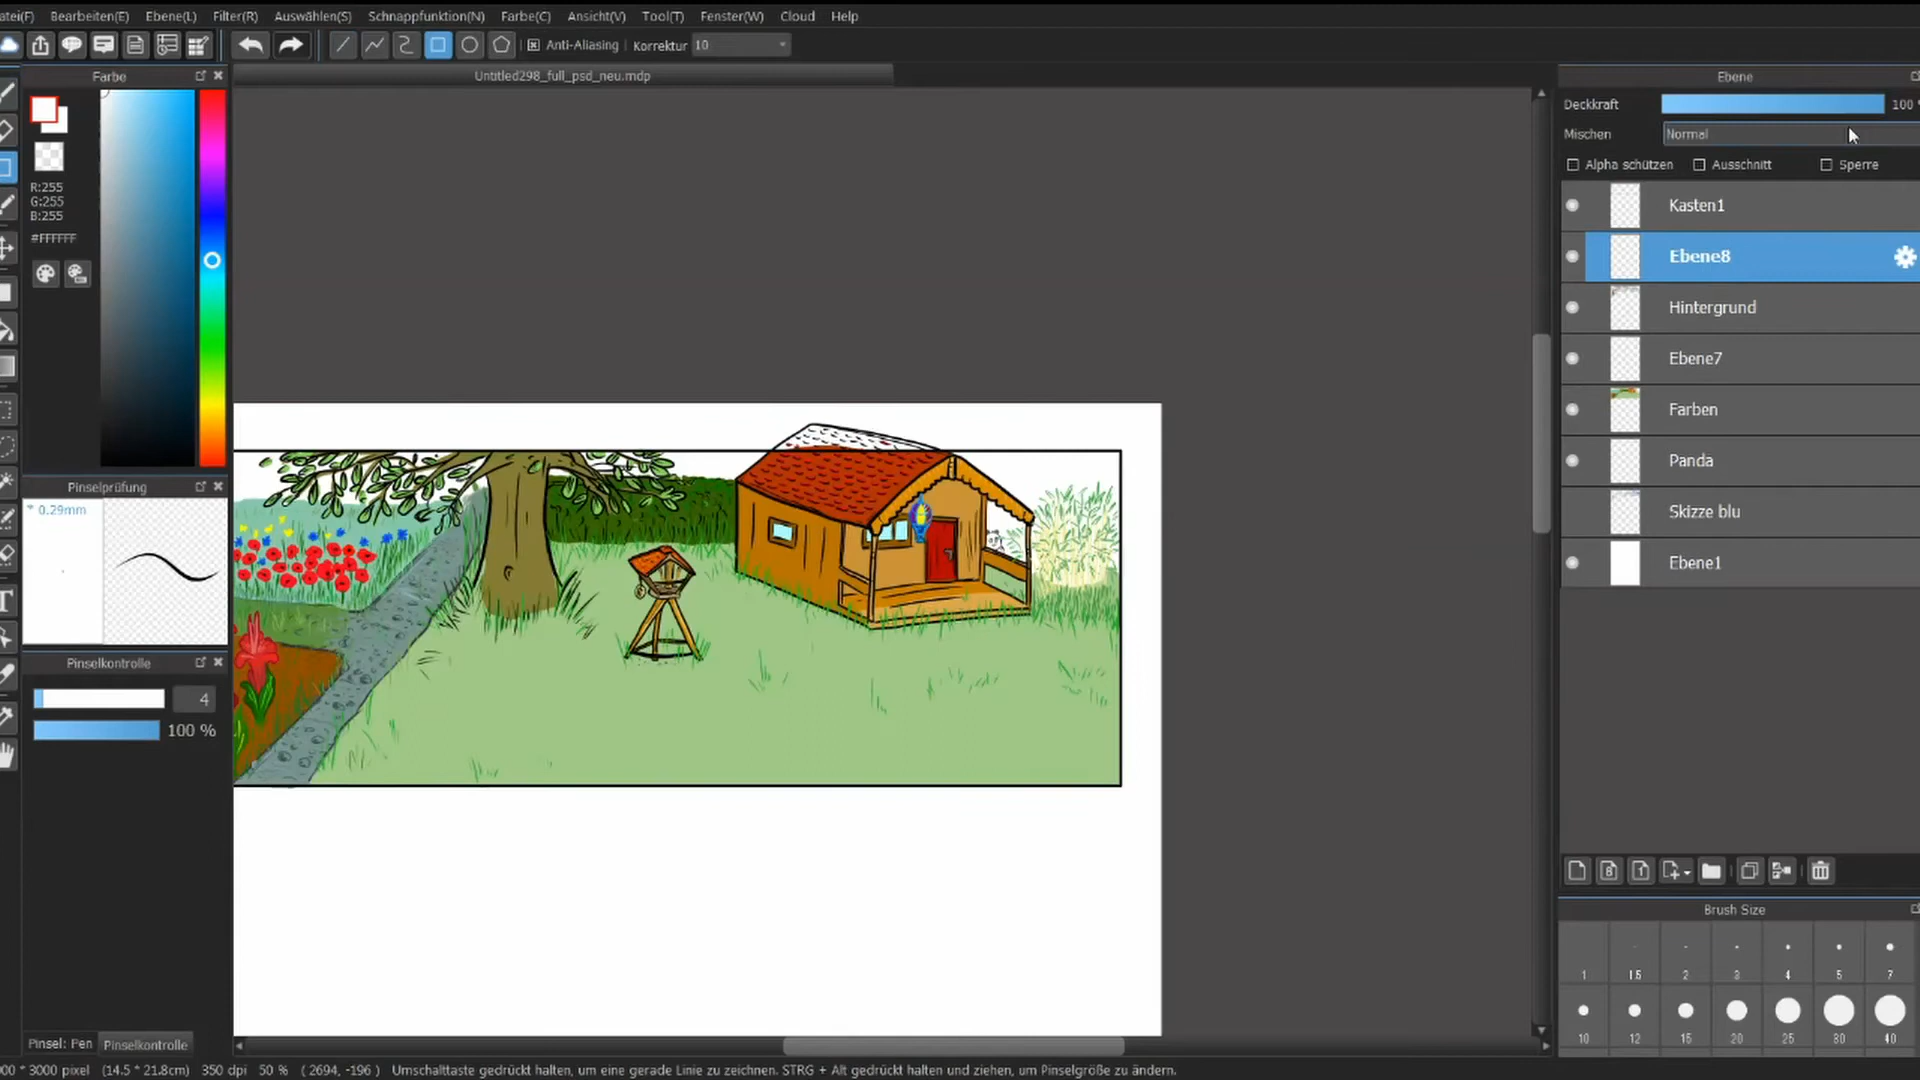 atei(F) Bearbeiten(E) Ebene(L) Filter(R) Auswählen(S) Schnappfunktion(N) Farbe(C) Ansicht(V) Tool(T) Fenster(W) Cloud Help
Anti-Aliasing Korrektur 10
Farbe
Untitled298_full_psd_neu.mdp
Ebene
R:255
G:255
B:255
#FFFFFF
Deckkraft 100 %
Mischen Normal
Alpha schützen Ausschnitt Sperre
Kasten1
Ebene8
Hintergrund
Ebene7
Farben
Panda
Skizze blu
Ebene1
Pinselprüfung
* 0.29mm
Pinselkontrolle
4
100 %
Brush Size
1 1.5 2 3 4 5 7
10 12 15 20 25 30 40
Pinsel: Pen Pinselkontrolle
00 * 3000 pixel (14.5 * 21.8cm) 350 dpi 50 % ( 2694, -196 ) Umschalttaste gedrückt halten, um eine gerade Linie zu zeichnen. STRG + Alt gedrückt halten und ziehen, um Pinselgröße zu ändern.